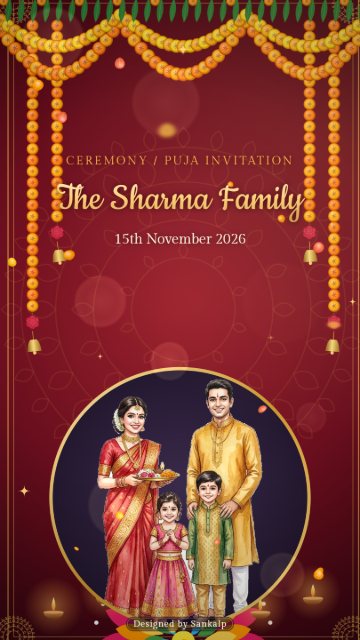 CEREMONY / PUJA INVITATION
The Sharma Family
15th November 2026
Designed by Sankalp